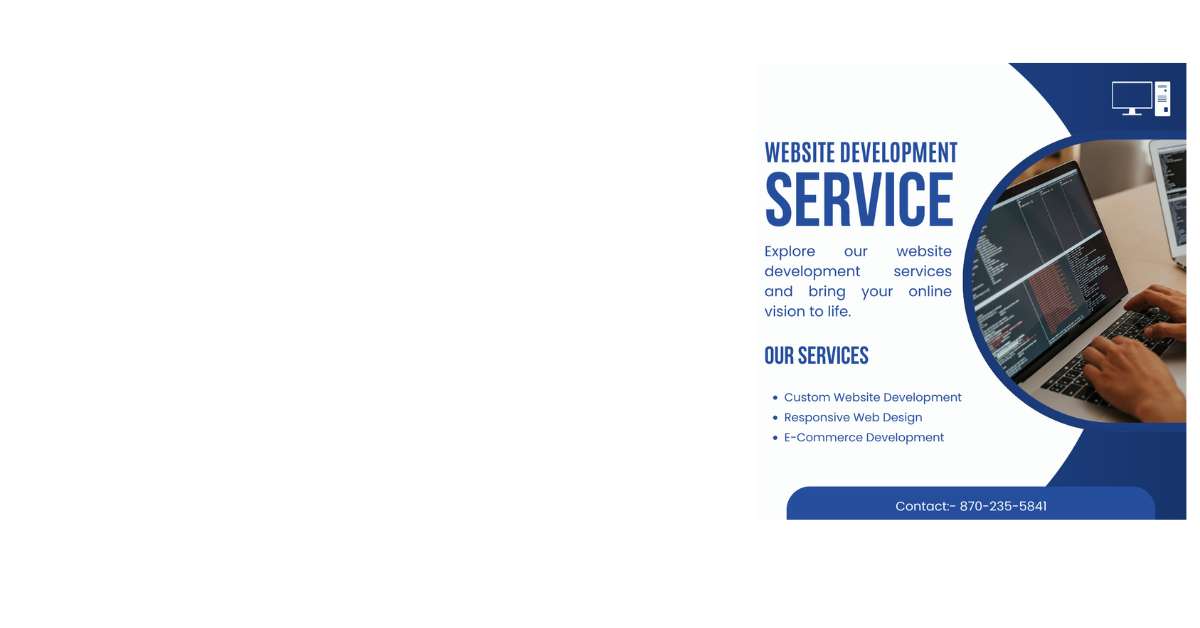 WEBSITE DEVELOPMENT
SERVICE
Explore our website
development services
and bring your online
vision to life.
OUR SERVICES
• Custom Website Development
• Responsive Web Design
• E-Commerce Development
Contact:- 870-235-5841